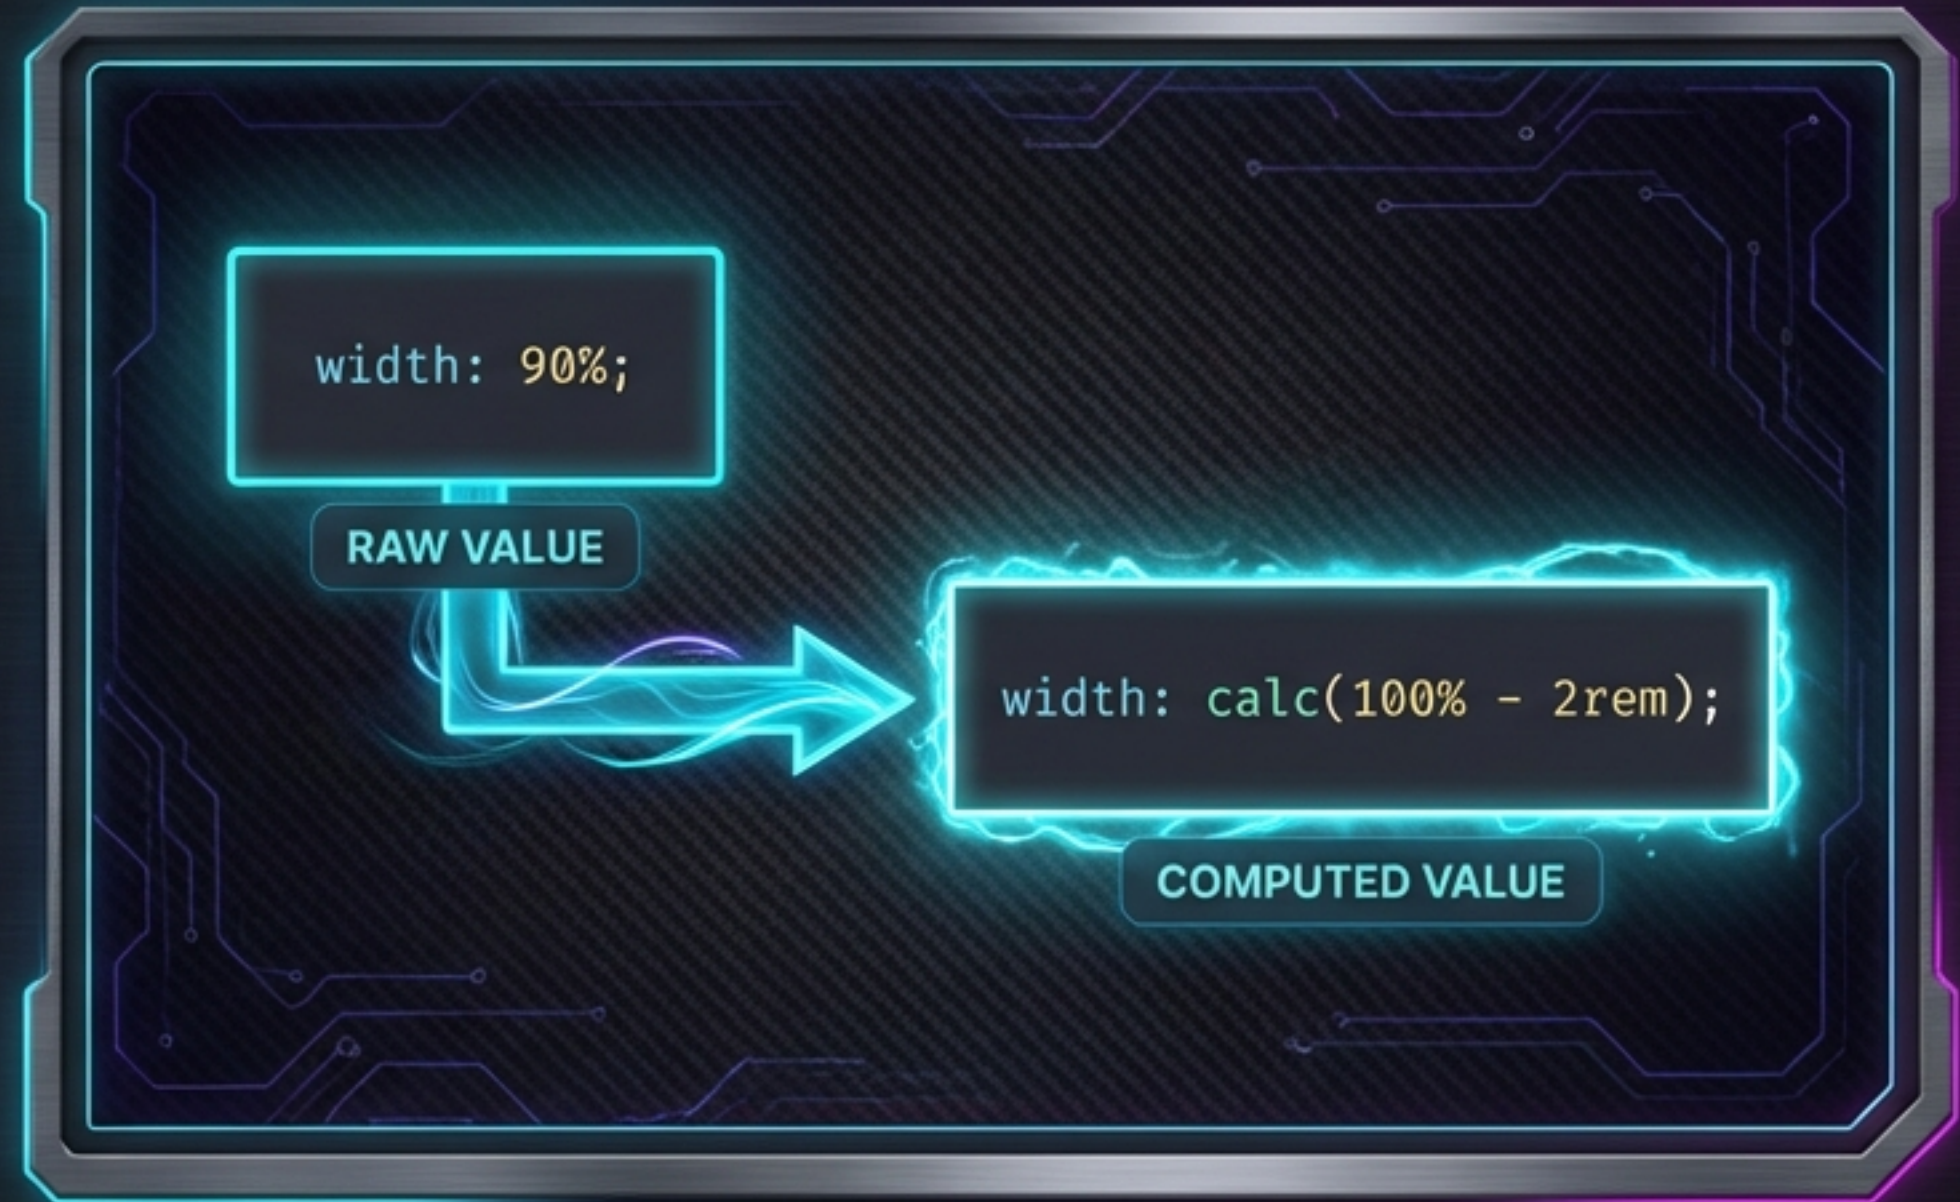 width: 90%;
RAW VALUE
width: calc(100% - 2rem);
COMPUTED VALUE